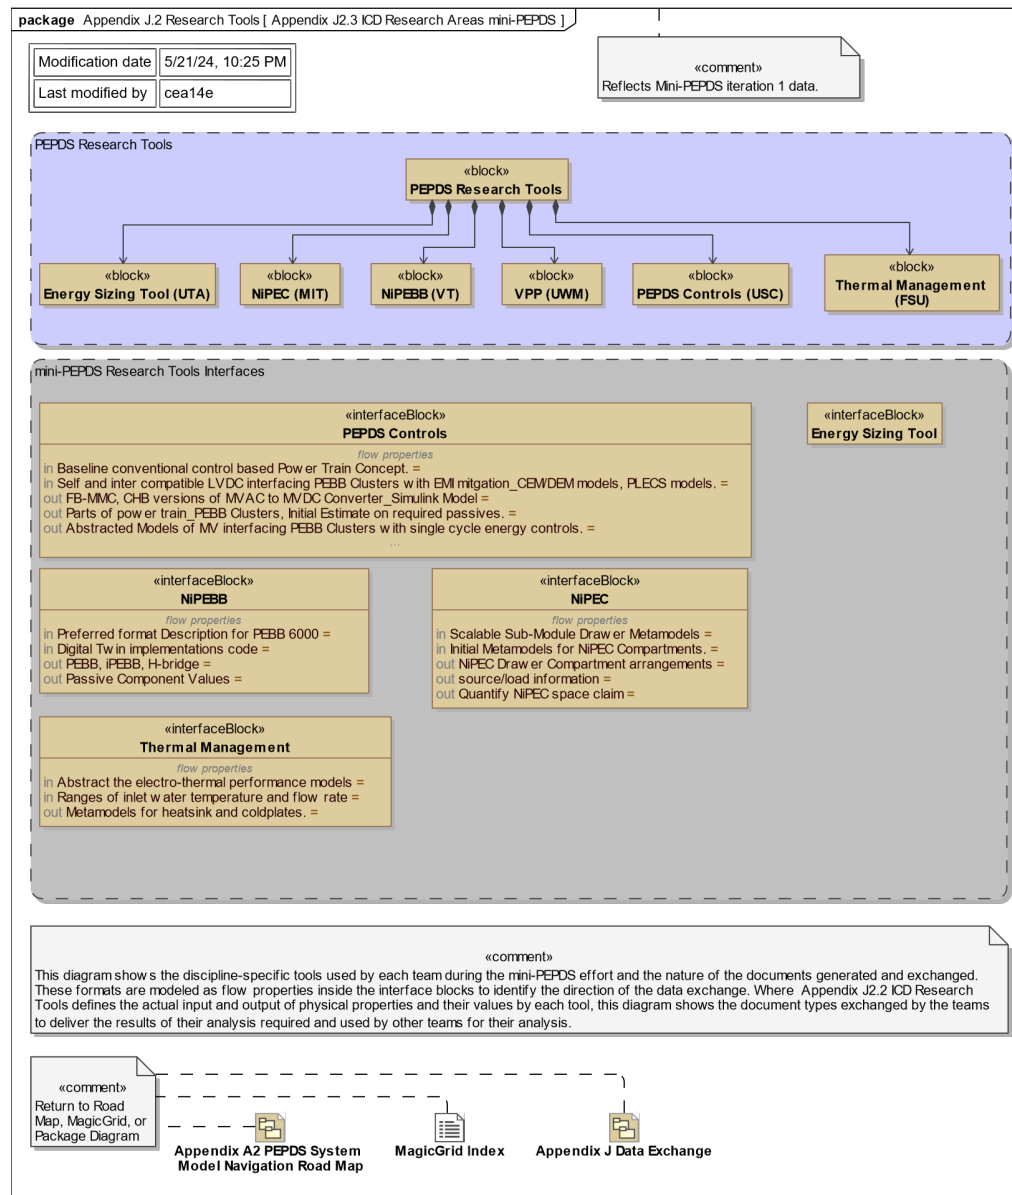 package Appendix J.2 Research Tools [ Appendix J2.3 ICD Research Areas mini-PEPDS ]
Modification date 5/21/24, 10:25 PM
Last modified by cea14e
«comment»
Reflects Mini-PEPDS iteration 1 data.
PEPDS Research Tools
«block»
PEPDS Research Tools
«block»
Energy Sizing Tool (UTA)
«block»
NiPEC (MIT)
«block»
NiPEBB (VT)
«block»
VPP (UWM)
«block»
PEPDS Controls (USC)
«block»
Thermal Management
(FSU)
mini-PEPDS Research Tools Interfaces
«interfaceBlock»
PEPDS Controls
flow properties
in Baseline conventional control based Power Train Concept. =
in Self and inter compatible LVDC interfacing PEBB Clusters with EMI mitgation_CEM/DEM models, PLECS models. =
out FB-MMC, CHB versions of MVAC to MVDC Converter_Simulink Model =
out Parts of power train_PEBB Clusters, Initial Estimate on required passives. =
out Abstracted Models of MV interfacing PEBB Clusters with single cycle energy controls. =
...
«interfaceBlock»
Energy Sizing Tool
«interfaceBlock»
NiPEBB
flow properties
in Preferred format Description for PEBB 6000 =
in Digital Twin implementations code =
out PEBB, iPEBB, H-bridge =
out Passive Component Values =
«interfaceBlock»
NiPEC
flow properties
in Scalable Sub-Module Drawer Metamodels =
in Initial Metamodels for NiPEC Compartments. =
out NiPEC Drawer Compartment arrangements =
out source/load information =
out Quantify NiPEC space claim =
«interfaceBlock»
Thermal Management
flow properties
in Abstract the electro-thermal performance models =
in Ranges of inlet water temperature and flow rate =
out Metamodels for heatsink and coldplates. =
«comment»
This diagram shows the discipline-specific tools used by each team during the mini-PEPDS effort and the nature of the documents generated and exchanged.
These formats are modeled as flow properties inside the interface blocks to identify the direction of the data exchange. Where Appendix J2.2 ICD Research
Tools defines the actual input and output of physical properties and their values by each tool, this diagram shows the document types exchanged by the teams
to deliver the results of their analysis required and used by other teams for their analysis.
«comment»
Return to Road
Map, MagicGrid, or
Package Diagram
Appendix A2 PEPDS System
Model Navigation Road Map
MagicGrid Index
Appendix J Data Exchange